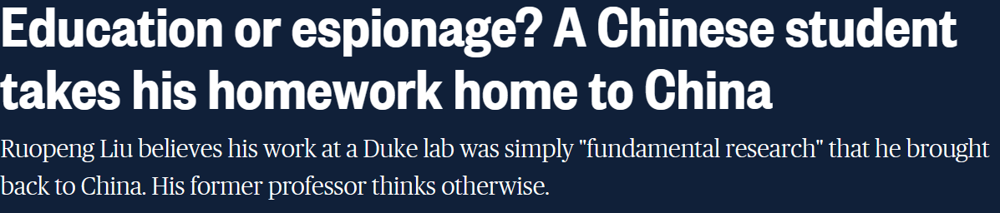 Education or espionage? A Chinese student
takes his homework home to China
Ruopeng Liu believes his work at a Duke lab was simply "fundamental research" that he brought
back to China. His former professor thinks otherwise.